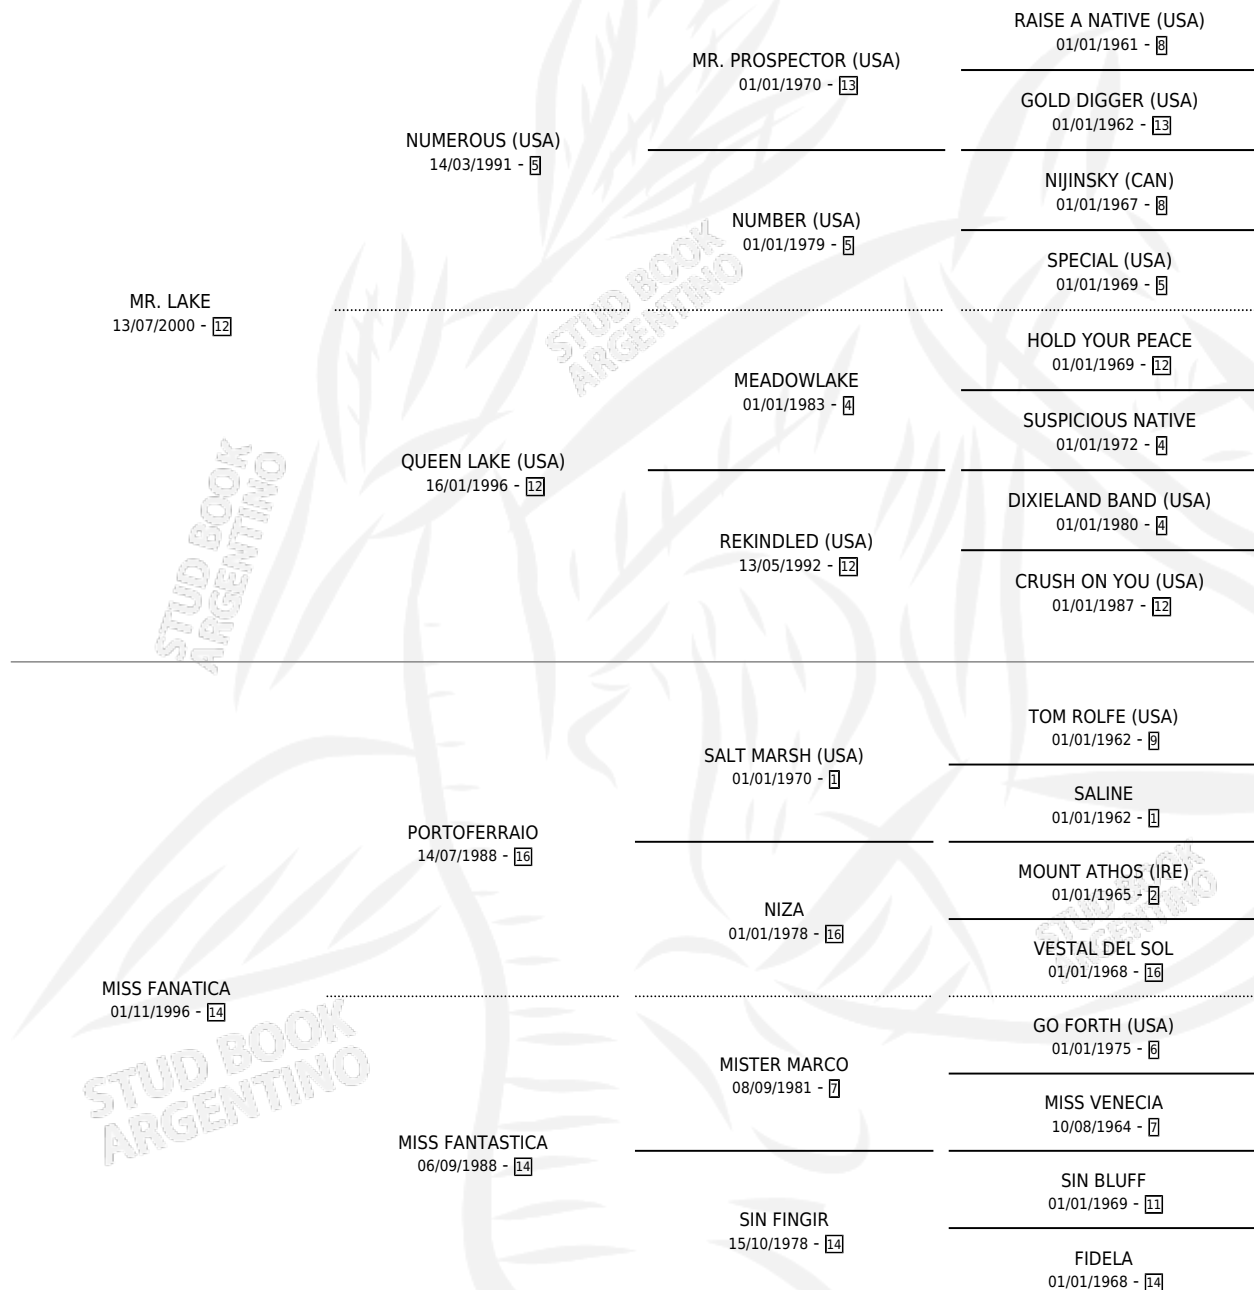 RAISE A NATIVE (USA)
01/01/1961 - 8
MR. PROSPECTOR (USA)
01/01/1970 - 13
GOLD DIGGER (USA)
01/01/1962 - 13
NUMEROUS (USA)
14/03/1991 - 5
NIJINSKY (CAN)
01/01/1967 - 8
NUMBER (USA)
01/01/1979 - 5
SPECIAL (USA)
01/01/1969 - 5
MR. LAKE
13/07/2000 - 12
HOLD YOUR PEACE
01/01/1969 - 12
MEADOWLAKE
01/01/1983 - 4
SUSPICIOUS NATIVE
01/01/1972 - 4
QUEEN LAKE (USA)
16/01/1996 - 12
DIXIELAND BAND (USA)
01/01/1980 - 4
REKINDLED (USA)
13/05/1992 - 12
CRUSH ON YOU (USA)
01/01/1987 - 12
TOM ROLFE (USA)
01/01/1962 - 9
SALT MARSH (USA)
01/01/1970 - 1
SALINE
01/01/1962 - 1
PORTOFERRAIO
14/07/1988 - 16
MOUNT ATHOS (IRE)
01/01/1965 - 2
NIZA
01/01/1978 - 16
VESTAL DEL SOL
01/01/1968 - 16
MISS FANATICA
01/11/1996 - 14
GO FORTH (USA)
01/01/1975 - 6
MISTER MARCO
08/09/1981 - 7
MISS VENECIA
10/08/1964 - 7
MISS FANTASTICA
06/09/1988 - 14
SIN BLUFF
01/01/1969 - 11
SIN FINGIR
15/10/1978 - 14
FIDELA
01/01/1968 - 14
STUD BOOK
ARGENTINO
STUD BOOK
ARGENTINO
STUD BOOK
ARGENTINO
STUD BOOK
ARGENTINO